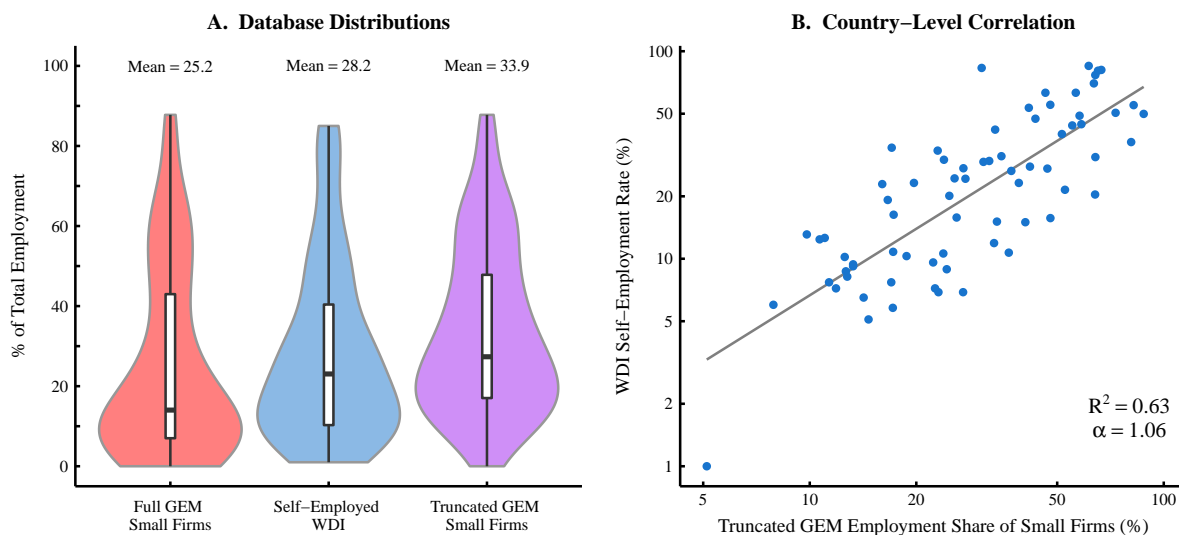 A. Database Distributions
Mean = 25.2
Mean = 28.2
Mean = 33.9
% of Total Employment
100
80
60
40
20
0
Full GEM
Small Firms
Self−Employed
WDI
Truncated GEM
Small Firms
B. Country−Level Correlation
WDI Self−Employment Rate (%)
100
50
20
10
5
2
1
R² = 0.63
α = 1.06
5
10
20
50
100
Truncated GEM Employment Share of Small Firms (%)